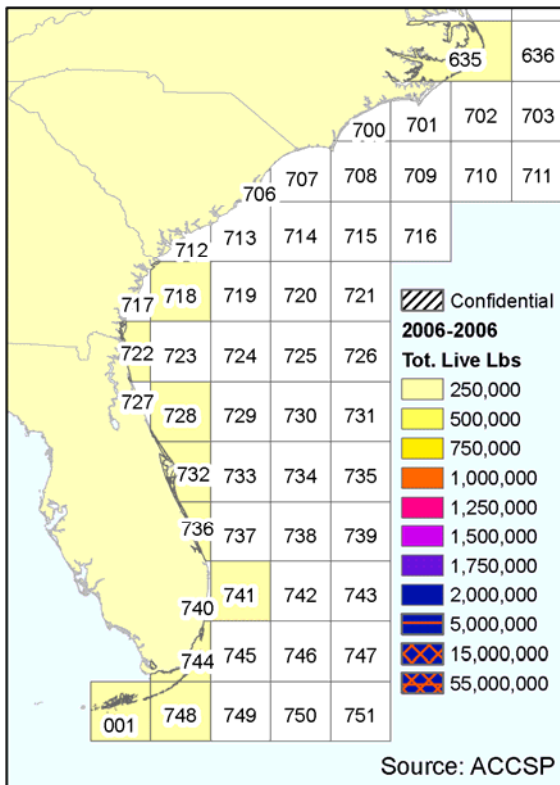 635 636
700 701 702 703
706 707 708 709 710 711
712 713 714 715 716
717 718 719 720 721
722 723 724 725 726
727 728 729 730 731
732 733 734 735
736 737 738 739
740 741 742 743
744 745 746 747
001 748 749 750 751
Confidential
2006-2006
Tot. Live Lbs
250,000
500,000
750,000
1,000,000
1,250,000
1,500,000
1,750,000
2,000,000
5,000,000
15,000,000
55,000,000
Source: ACCSP